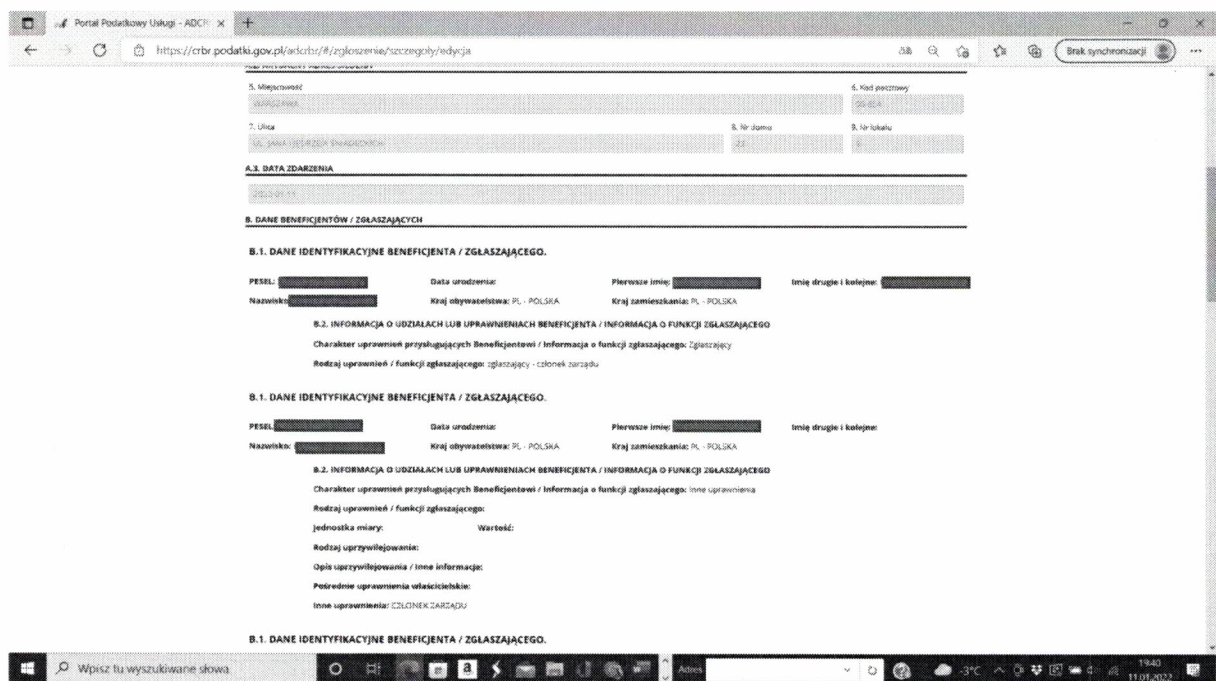 Portal Podatkowy Usługi - ADCR
https://crbr.podatki.gov.pl/adcrbr/#/zgloszenie/szczegoly/edycja
Brak synchronizacji
5. Miejscowość 6. Kod pocztowy
WARSZAWA
7. Ulica 8. Nr domu 9. Nr lokalu
A.3. DATA ZDARZENIA
B. DANE BENEFICJENTÓW / ZGŁASZAJĄCYCH
B.1. DANE IDENTYFIKACYJNE BENEFICJENTA / ZGŁASZAJĄCEGO.
PESEL: Data urodzenia: Pierwsze imię: Imię drugie i kolejne:
Nazwisko Kraj obywatelstwa: PL - POLSKA Kraj zamieszkania: PL - POLSKA
B.2. INFORMACJA O UDZIAŁACH LUB UPRAWNIENIACH BENEFICJENTA / INFORMACJA O FUNKCJI ZGŁASZAJĄCEGO
Charakter uprawnień przysługujących Beneficjentowi / Informacja o funkcji zgłaszającego: Zgłaszający
Rodzaj uprawnień / funkcji zgłaszającego: zgłaszający - członek zarządu
B.1. DANE IDENTYFIKACYJNE BENEFICJENTA / ZGŁASZAJĄCEGO.
PESEL: Data urodzenia: Pierwsze imię: Imię drugie i kolejne:
Nazwisko: Kraj obywatelstwa: PL - POLSKA Kraj zamieszkania: PL - POLSKA
B.2. INFORMACJA O UDZIAŁACH LUB UPRAWNIENIACH BENEFICJENTA / INFORMACJA O FUNKCJI ZGŁASZAJĄCEGO
Charakter uprawnień przysługujących Beneficjentowi / Informacja o funkcji zgłaszającego: Inne uprawnienia
Rodzaj uprawnień / funkcji zgłaszającego:
Jednostka miary: Wartość:
Rodzaj uprzywilejowania:
Opis uprzywilejowania / Inne informacje:
Pośrednie uprawnienia właścicielskie:
Inne uprawnienia: CZŁONEK ZARZĄDU
B.1. DANE IDENTYFIKACYJNE BENEFICJENTA / ZGŁASZAJĄCEGO.
Wpisz tu wyszukiwane słowa Adres -3°C 19:40
11.01.2022